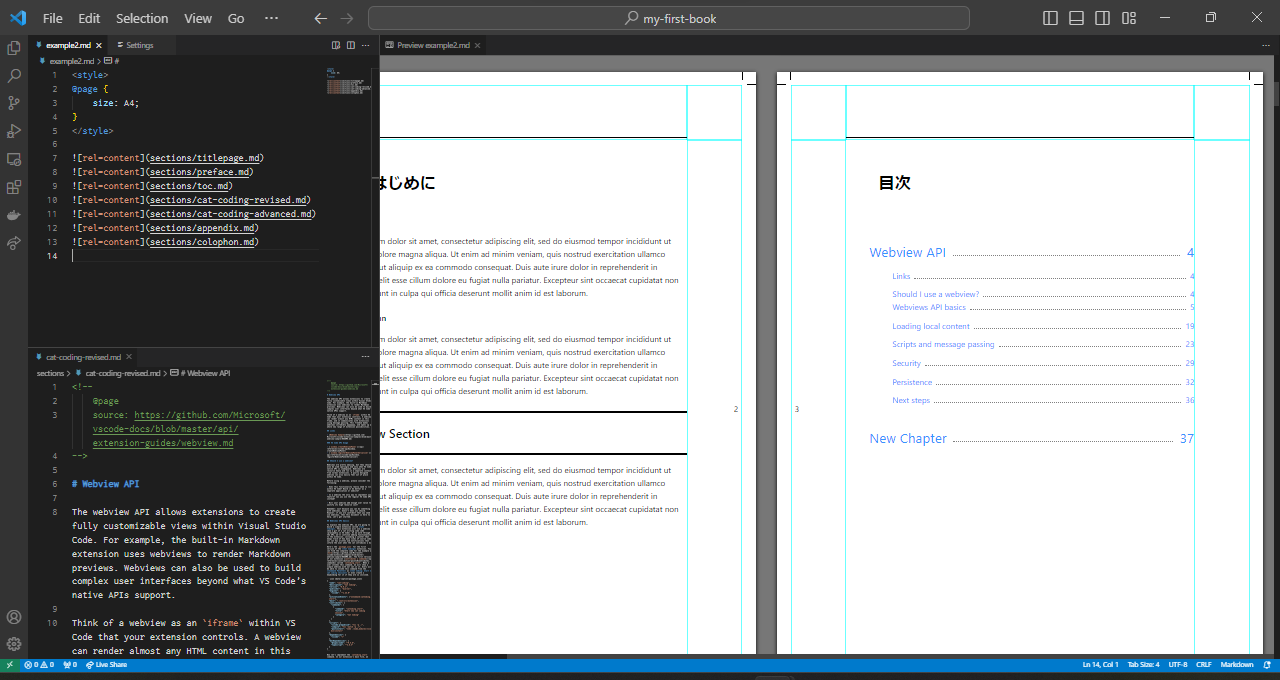 File Edit Selection View Go ···
my-first-book
example2.md
Settings
example2.md > #
1 <style>
2 @page {
3 size: A4;
4 }
5 </style>
6
7 ![rel=content](sections/titlepage.md)
8 ![rel=content](sections/preface.md)
9 ![rel=content](sections/toc.md)
10 ![rel=content](sections/cat-coding-revised.md)
11 ![rel=content](sections/cat-coding-advanced.md)
12 ![rel=content](sections/appendix.md)
13 ![rel=content](sections/colophon.md)
14
cat-coding-revised.md
sections > cat-coding-revised.md > # Webview API
1 <!--
2 @page
3 source: https://github.com/Microsoft/
vscode-docs/blob/master/api/
extension-guides/webview.md
4 -->
5
6 # Webview API
7
8 The webview API allows extensions to create
fully customizable views within Visual Studio
Code. For example, the built-in Markdown
extension uses webviews to render Markdown
previews. Webviews can also be used to build
complex user interfaces beyond what VS Code's
native APIs support.
9
10 Think of a webview as an `iframe` within VS
Code that your extension controls. A webview
can render almost any HTML content in this
Preview example2.md
はじめに
m dolor sit amet, consectetur adipiscing elit, sed do eiusmod tempor incididunt ut
olore magna aliqua. Ut enim ad minim veniam, quis nostrud exercitation ullamco
ut aliquip ex ea commodo consequat. Duis aute irure dolor in reprehenderit in
elit esse cillum dolore eu fugiat nulla pariatur. Excepteur sint occaecat cupidatat non
unt in culpa qui officia deserunt mollit anim id est laborum.
on
m dolor sit amet, consectetur adipiscing elit, sed do eiusmod tempor incididunt ut
olore magna aliqua. Ut enim ad minim veniam, quis nostrud exercitation ullamco
ut aliquip ex ea commodo consequat. Duis aute irure dolor in reprehenderit in
elit esse cillum dolore eu fugiat nulla pariatur. Excepteur sint occaecat cupidatat non
unt in culpa qui officia deserunt mollit anim id est laborum.
2
w Section
m dolor sit amet, consectetur adipiscing elit, sed do eiusmod tempor incididunt ut
olore magna aliqua. Ut enim ad minim veniam, quis nostrud exercitation ullamco
ut aliquip ex ea commodo consequat. Duis aute irure dolor in reprehenderit in
elit esse cillum dolore eu fugiat nulla pariatur. Excepteur sint occaecat cupidatat non
unt in culpa qui officia deserunt mollit anim id est laborum.
目次
Webview API 4
Links 4
Should I use a webview? 4
Webviews API basics 5
Loading local content 19
Scripts and message passing 23
Security 29
Persistence 32
Next steps 36
3
New Chapter 37
0 0 0 Live Share
Ln 14, Col 1 Tab Size: 4 UTF-8 CRLF Markdown